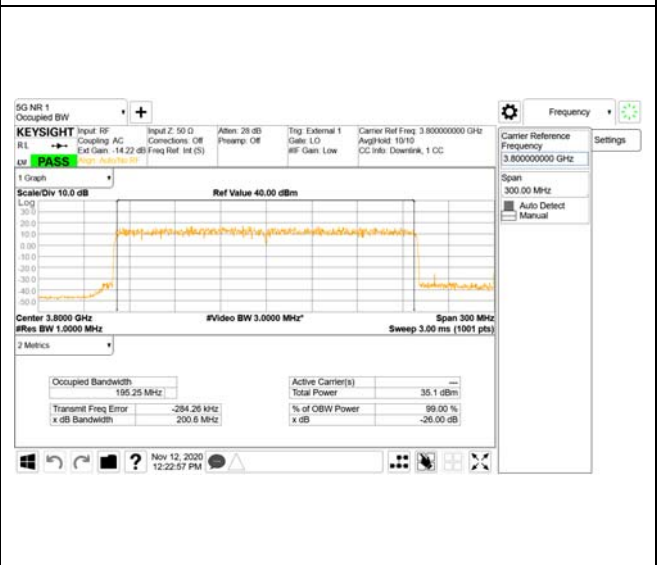 5G NR 1
Occupied BW
+
Frequency
KEYSIGHT Input: RF Input Z: 50 Ω Atten: 28 dB Trig: External 1 Carrier Ref Freq: 3.800000000 GHz
RL Coupling: AC Corrections: Off Preamp: Off Gate: LO Avg|Hold: 10/10
Ext Gain: -14.22 dB Freq Ref: Int (S) #IF Gain: Low CC Info: Downlink, 1 CC
PASS Align: Auto/No RF
Carrier Reference
Frequency
3.800000000 GHz
Settings
Span
300.00 MHz
Auto Detect
Manual
1 Graph
Scale/Div 10.0 dB Ref Value 40.00 dBm
Log
30.0
20.0
10.0
0.00
-10.0
-20.0
-30.0
-40.0
-50.0
Center 3.8000 GHz #Video BW 3.0000 MHz* Span 300 MHz
#Res BW 1.0000 MHz Sweep 3.00 ms (1001 pts)
2 Metrics
Occupied Bandwidth Active Carrier(s) —
195.25 MHz Total Power 35.1 dBm
Transmit Freq Error -284.26 kHz % of OBW Power 99.00 %
x dB Bandwidth 200.6 MHz x dB -26.00 dB
? Nov 12, 2020
12:22:57 PM